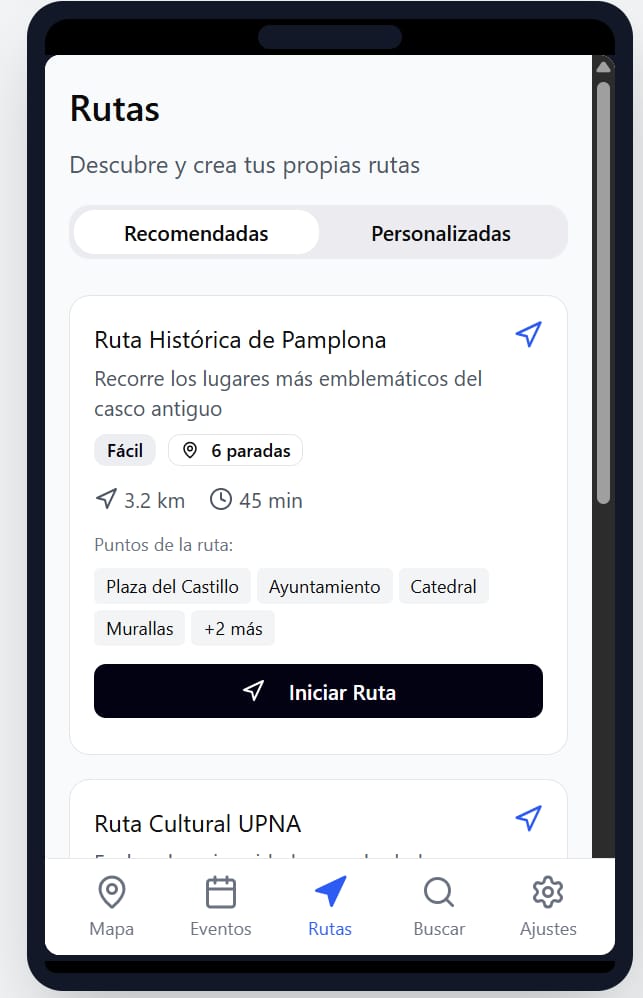 Rutas
Descubre y crea tus propias rutas
Recomendadas Personalizadas
Ruta Histórica de Pamplona
Recorre los lugares más emblemáticos del
casco antiguo
Fácil 6 paradas
3.2 km 45 min
Puntos de la ruta:
Plaza del Castillo Ayuntamiento Catedral
Murallas +2 más
Iniciar Ruta
Ruta Cultural UPNA
Mapa Eventos Rutas Buscar Ajustes